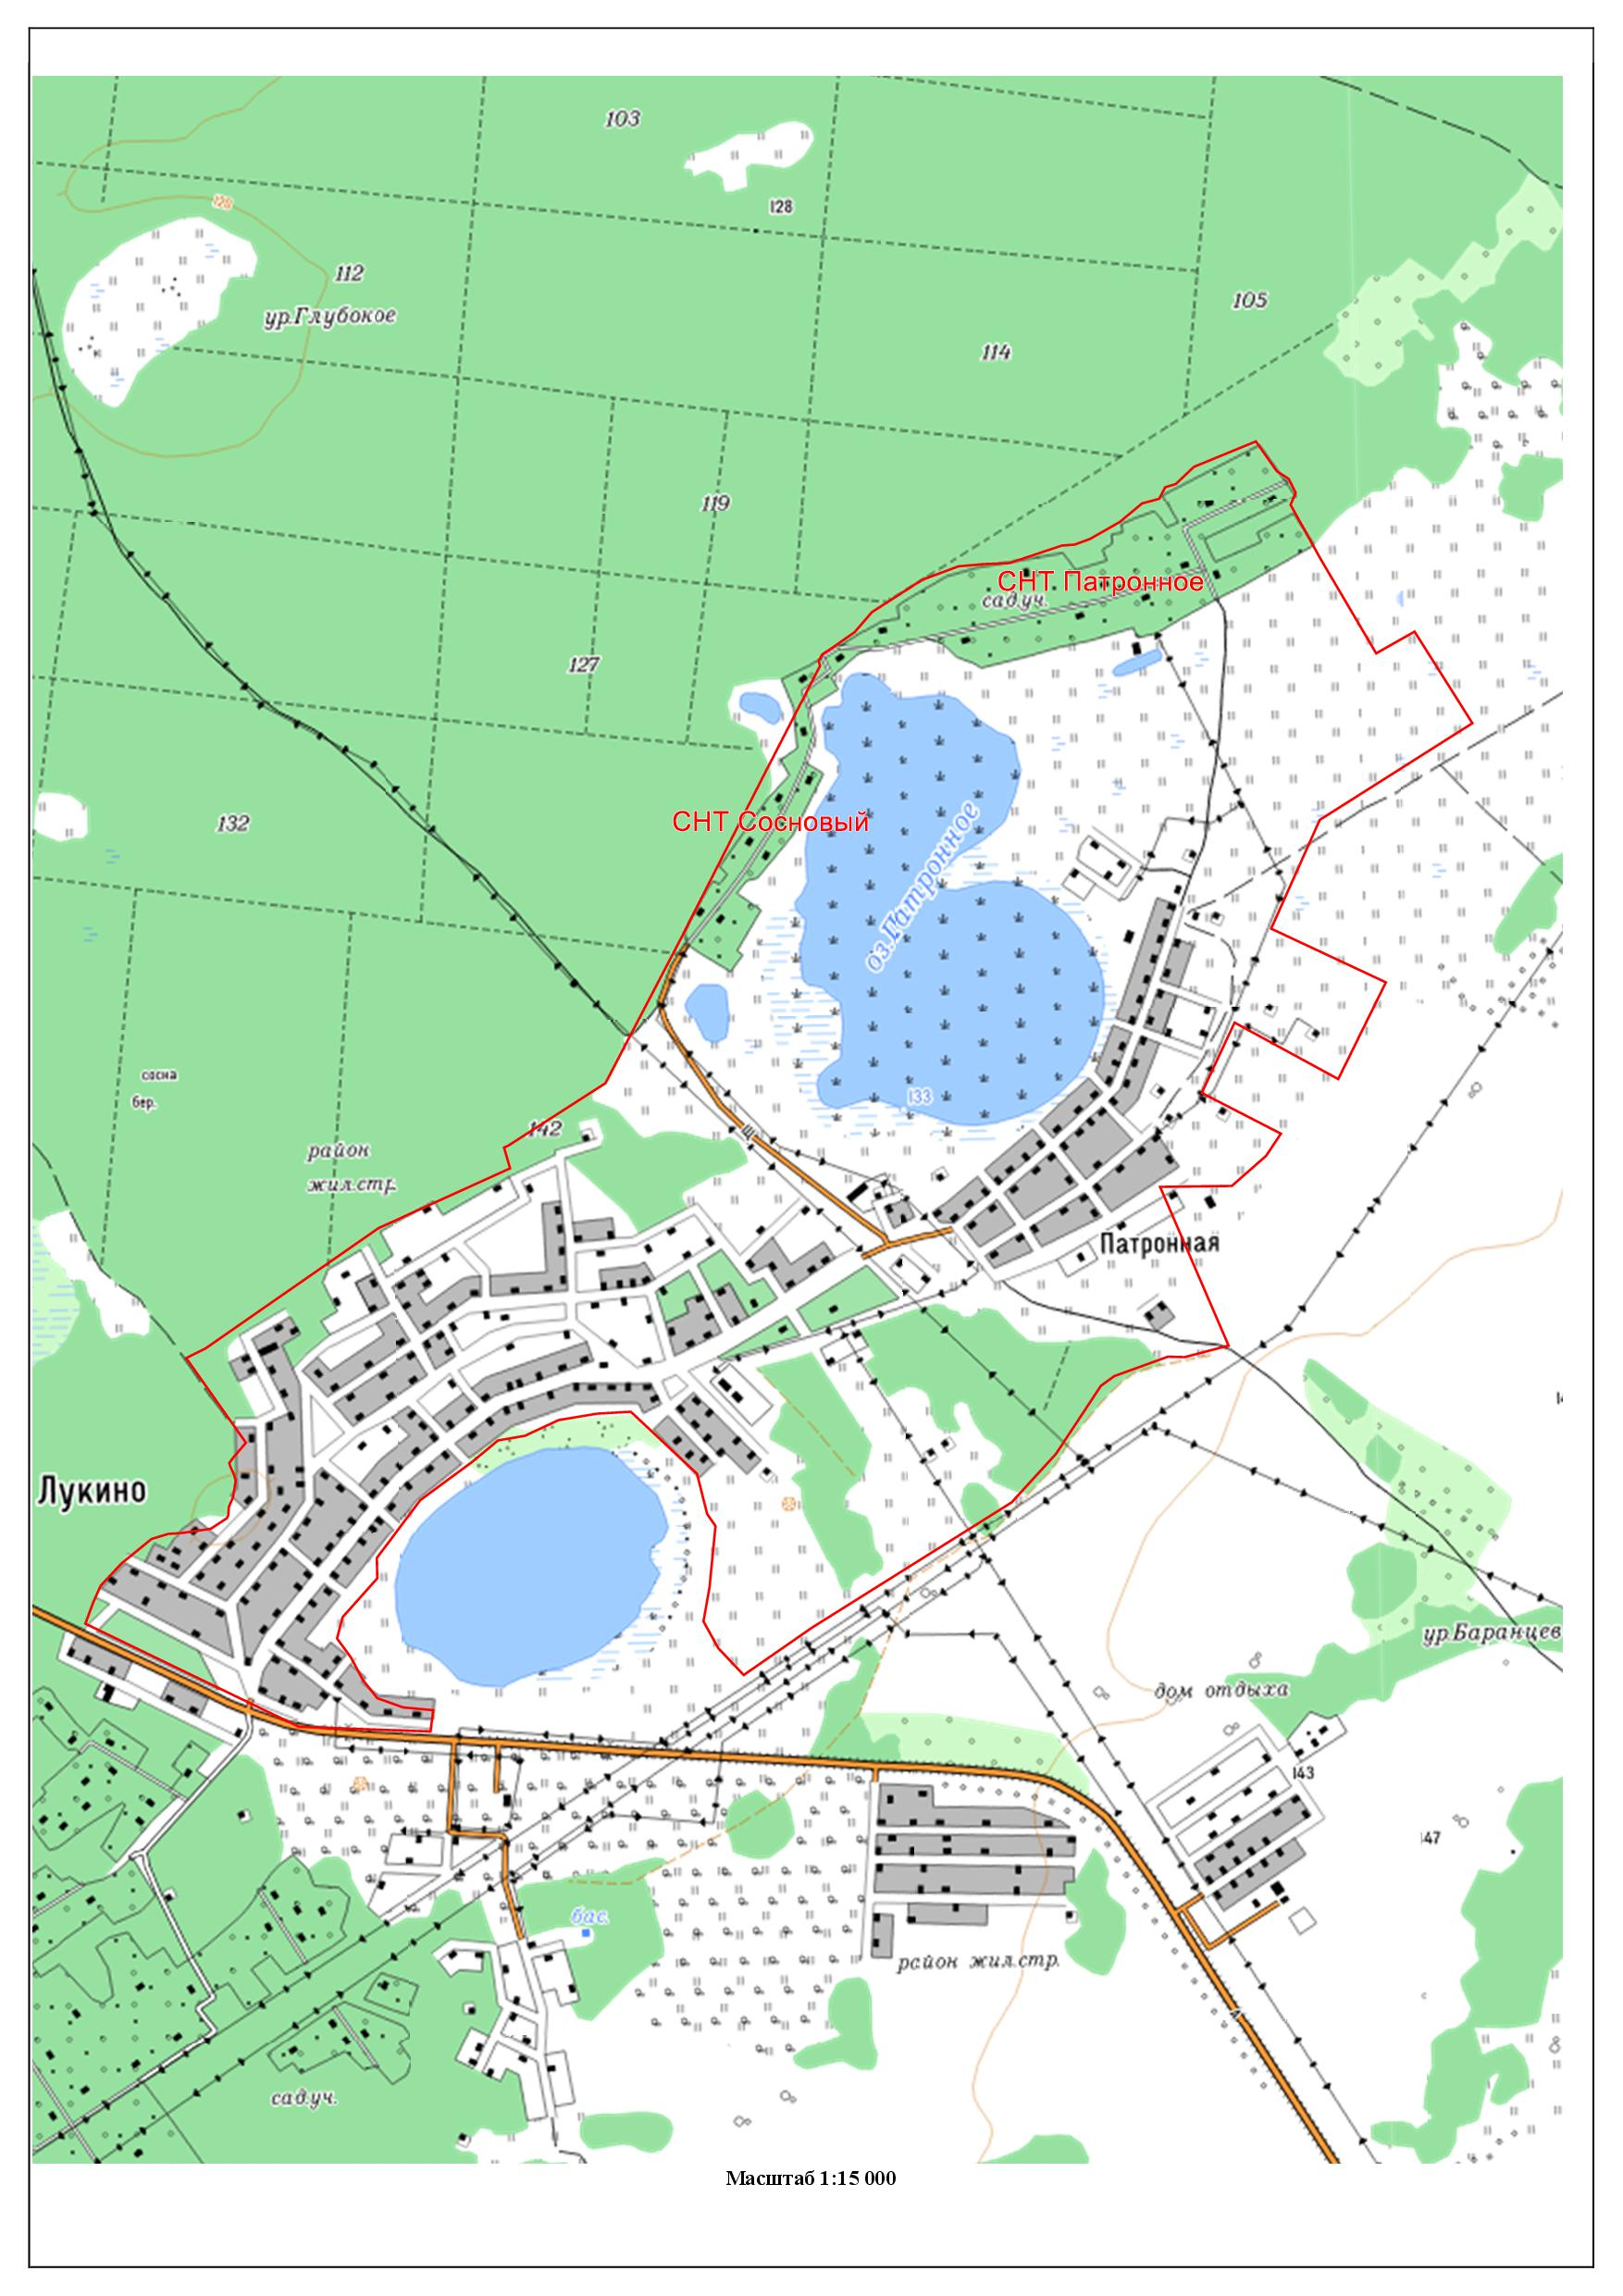 103
128
128
112
ур.Глубокое
105
114
119
СНТ Патронное
сад.уч.
127
СНТ Сосновый
132
оз.Патронное
сосна
бер.
133
142
район
жил.стр.
Патронная
Лукино
ур.Баранцев
дом отдыха
143
147
бас.
район жил.стр.
сад.уч.
Масштаб 1:15 000